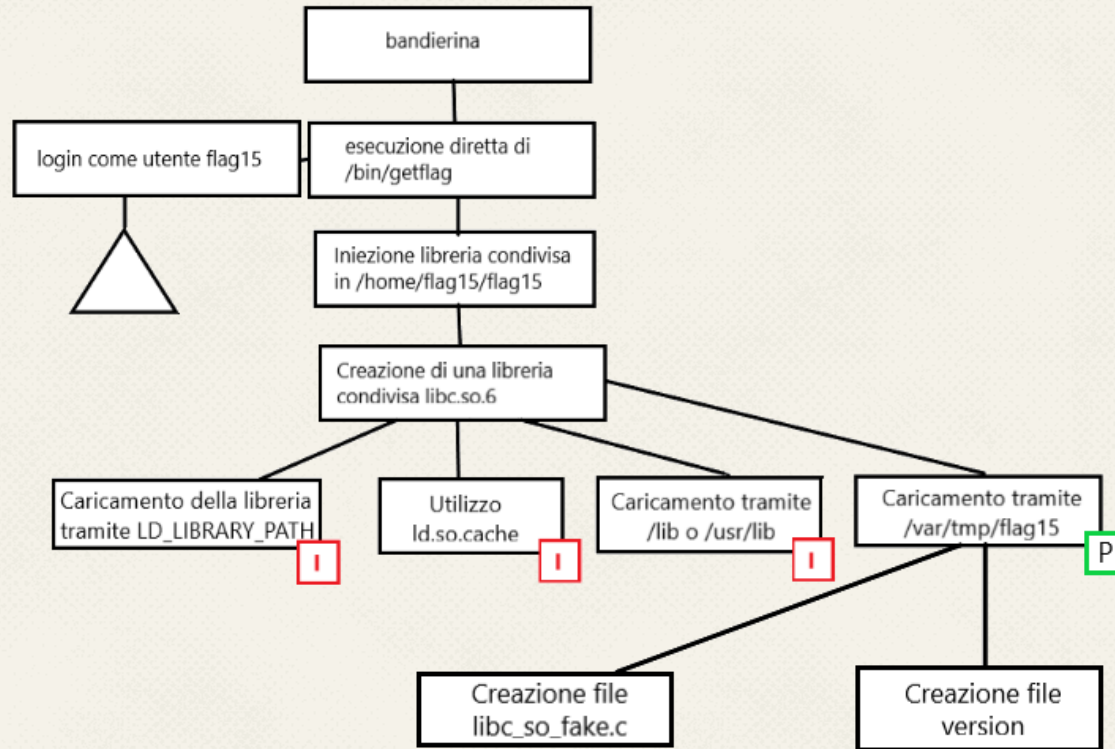 bandierina
login come utente flag15
esecuzione diretta di
/bin/getflag
Iniezione libreria condivisa
in /home/flag15/flag15
Creazione di una libreria
condivisa libc.so.6
Caricamento della libreria
tramite LD_LIBRARY_PATH
I
Utilizzo
ld.so.cache
I
Caricamento tramite
/lib o /usr/lib
I
Caricamento tramite
/var/tmp/flag15
P
Creazione file
libc_so_fake.c
Creazione file
version